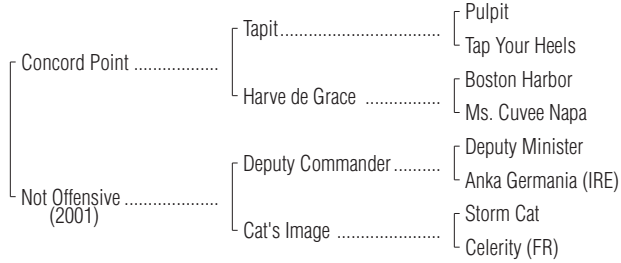 Pulpit
Tapit
Tap Your Heels
Concord Point
Boston Harbor
Harve de Grace
Ms. Cuvee Napa
Deputy Minister
Deputy Commander
Anka Germania (IRE)
Not Offensive
(2001)
Storm Cat
Cat's Image
Celerity (FR)